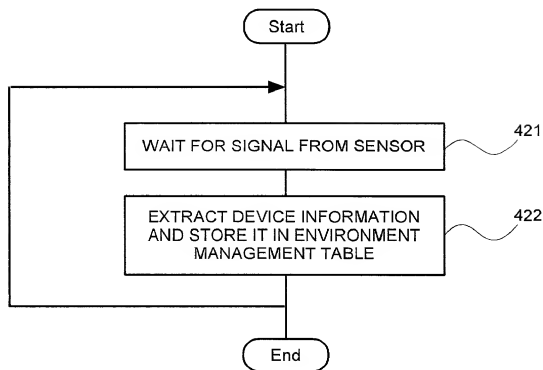 Start
WAIT FOR SIGNAL FROM SENSOR
421
EXTRACT DEVICE INFORMATION
AND STORE IT IN ENVIRONMENT
MANAGEMENT TABLE
422
End